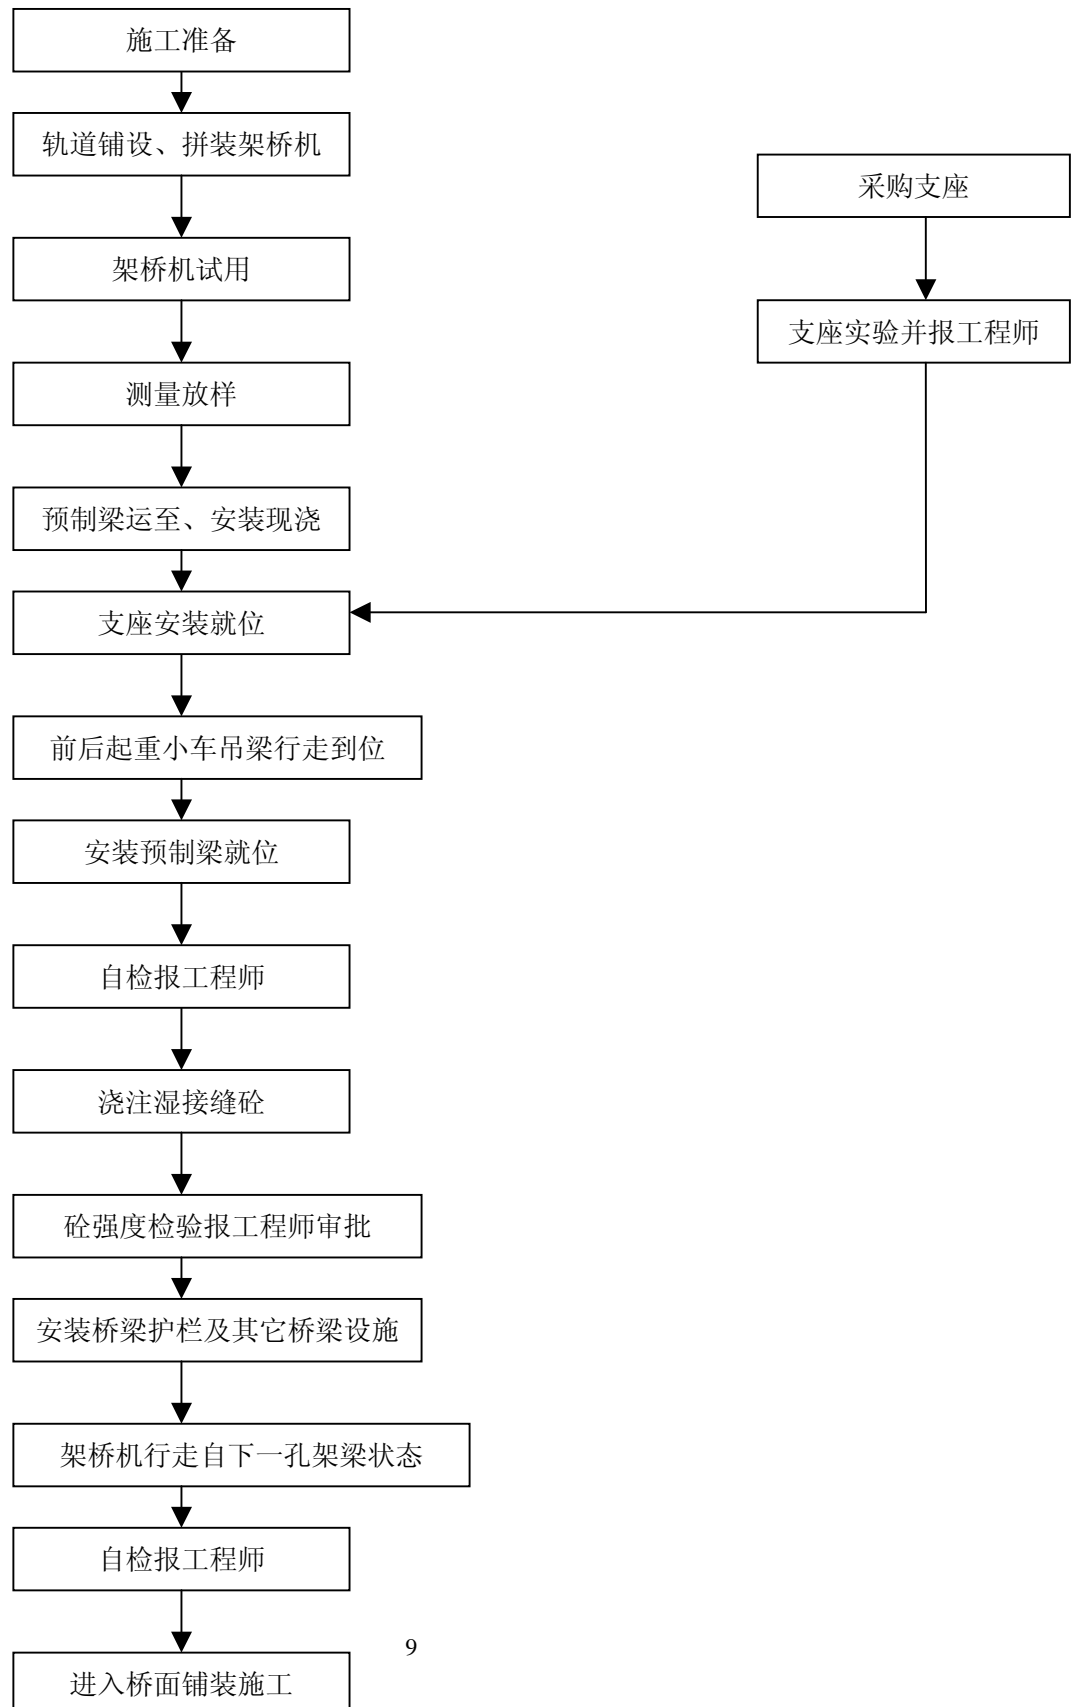 施工准备
轨道铺设、拼装架桥机
采购支座
架桥机试用
支座实验并报工程师
测量放样
预制梁运至、安装现浇
支座安装就位
前后起重小车吊梁行走到位
安装预制梁就位
自检报工程师
浇注湿接缝砼
砼强度检验报工程师审批
安装桥梁护栏及其它桥梁设施
架桥机行走自下一孔架梁状态
自检报工程师
9
进入桥面铺装施工